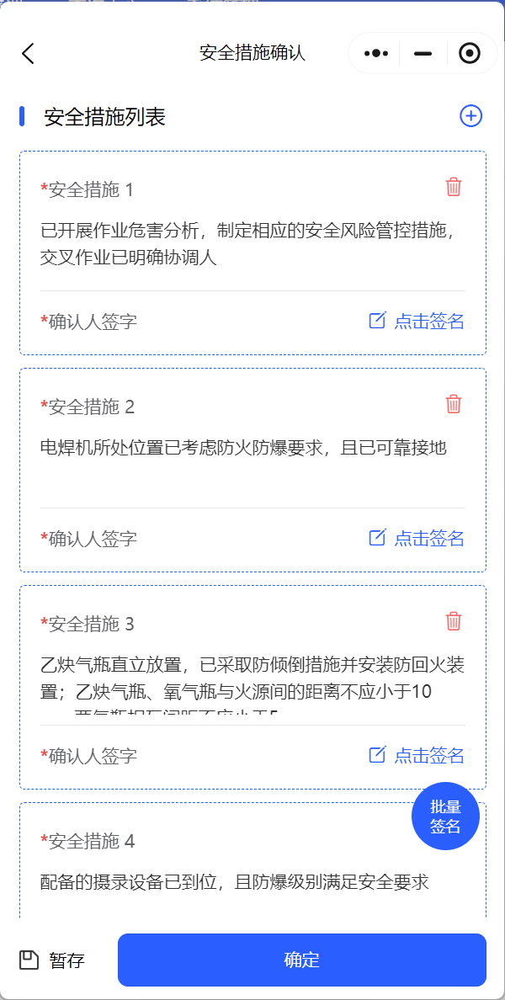 安全措施确认
安全措施列表
*安全措施 1
已开展作业危害分析，制定相应的安全风险管控措施，
交叉作业已明确协调人
*确认人签字
点击签名
*安全措施 2
电焊机所处位置已考虑防火防爆要求，且已可靠接地
*确认人签字
点击签名
*安全措施 3
乙炔气瓶直立放置，已采取防倾倒措施并安装防回火装
置；乙炔气瓶、氧气瓶与火源间的距离不应小于10
*确认人签字
点击签名
批量
签名
*安全措施 4
配备的摄录设备已到位，且防爆级别满足安全要求
暂存
确定